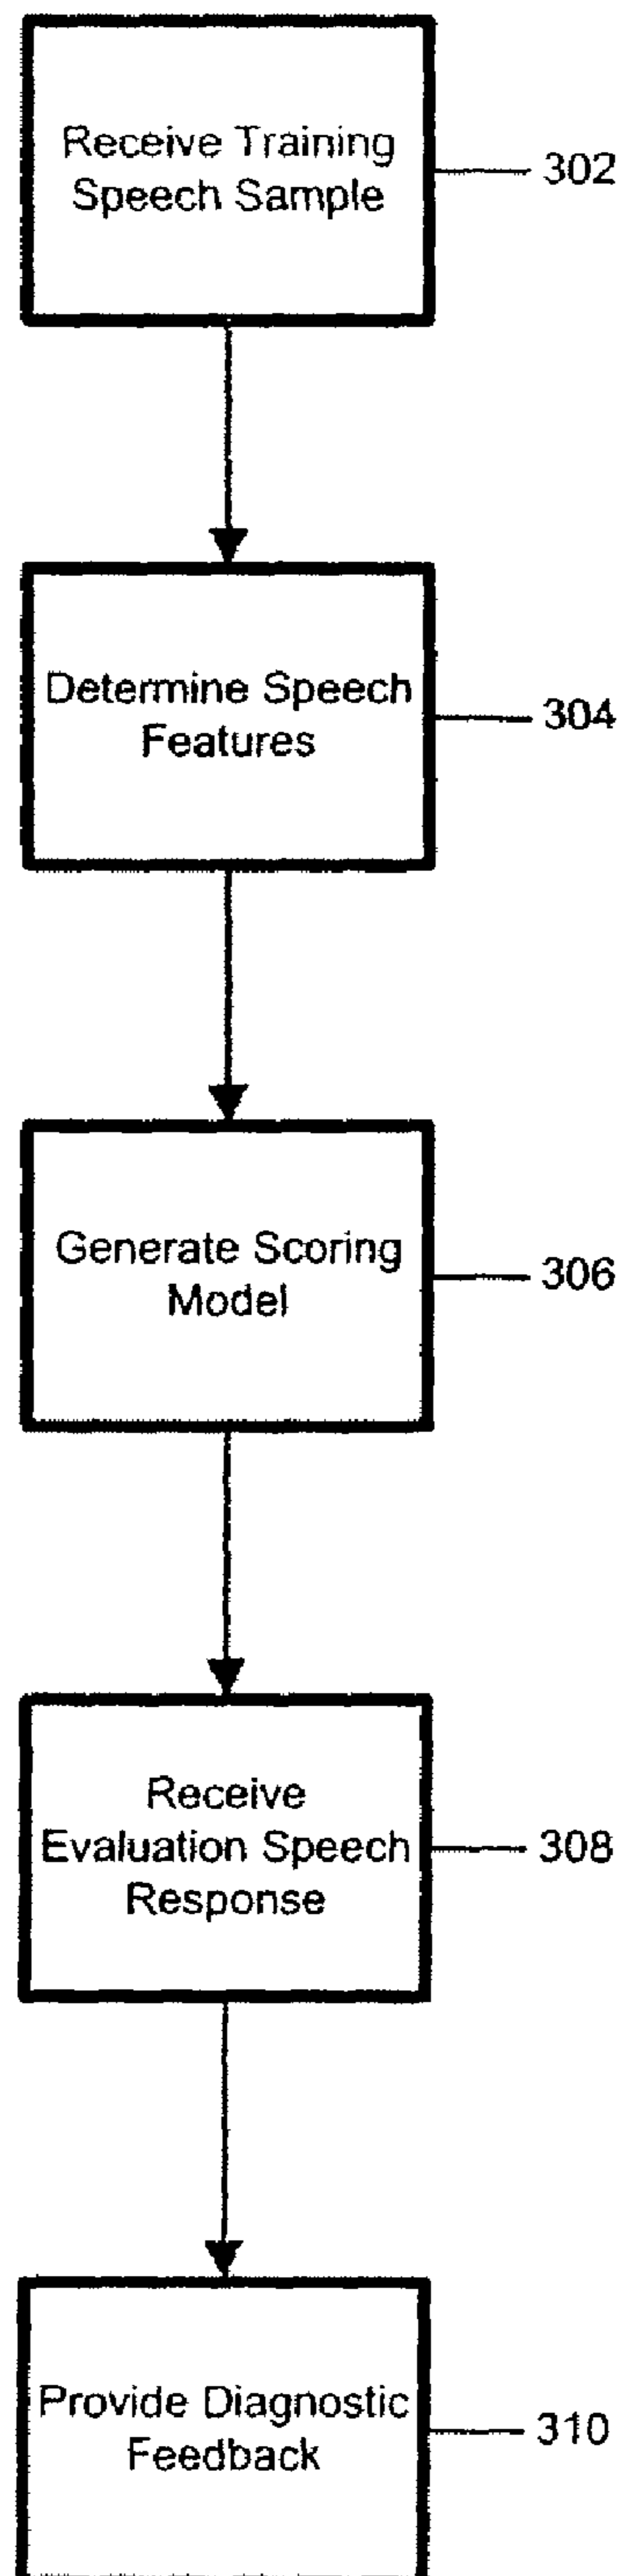 Receive Training
Speech Sample
302
Determine Speech
Features
304
Generate Scoring
Model
306
Receive
Evaluation Speech
Response
308
Provide Diagnostic
Feedback
310